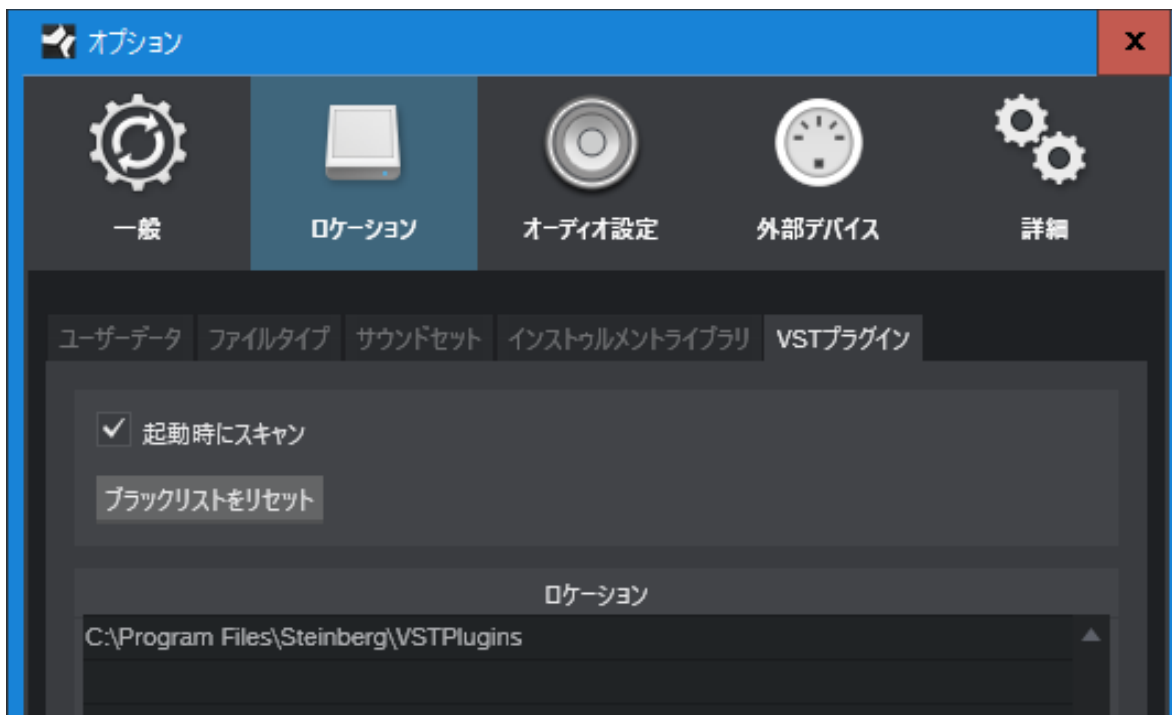 オプション
x
一般 ロケーション オーディオ設定 外部デバイス 詳細
ユーザーデータ ファイルタイプ サウンドセット インストゥルメントライブラリ VSTプラグイン
起動時にスキャン
ブラックリストをリセット
ロケーション
C:\Program Files\Steinberg\VSTPlugins